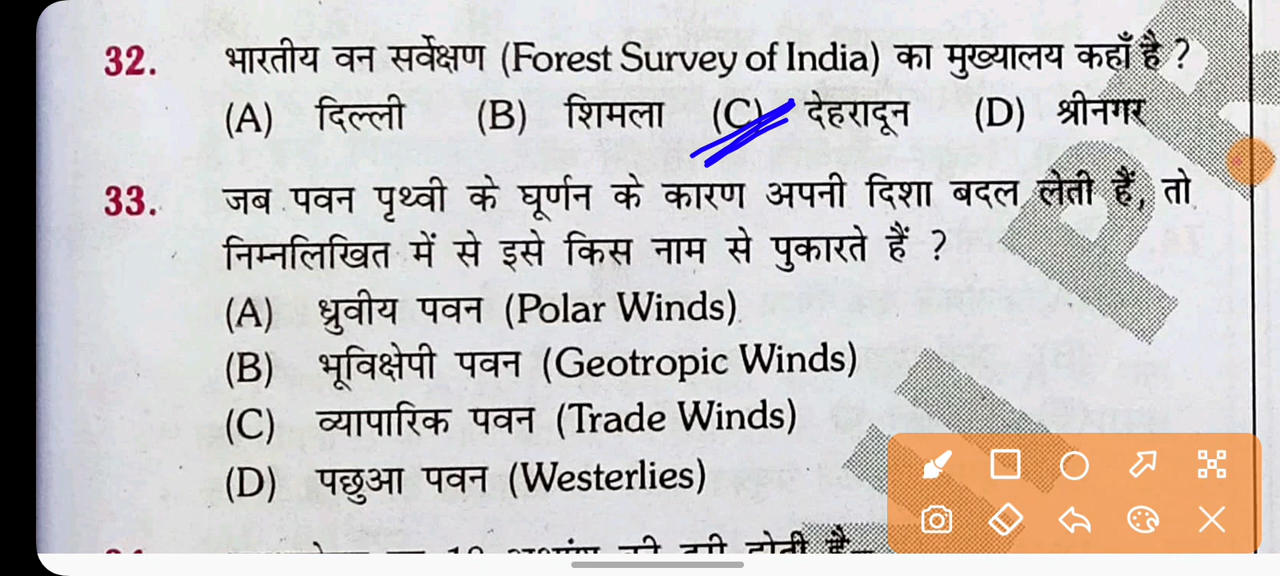 32. भारतीय वन सर्वेक्षण (Forest Survey of India) का मुख्यालय कहाँ है ?
(A) दिल्ली (B) शिमला (C) देहरादून (D) श्रीनगर
33. जब पवन पृथ्वी के घूर्णन के कारण अपनी दिशा बदल लेती हैं, तो
निम्नलिखित में से इसे किस नाम से पुकारते हैं ?
(A) ध्रुवीय पवन (Polar Winds)
(B) भूविक्षेपी पवन (Geotropic Winds)
(C) व्यापारिक पवन (Trade Winds)
(D) पछुआ पवन (Westerlies)